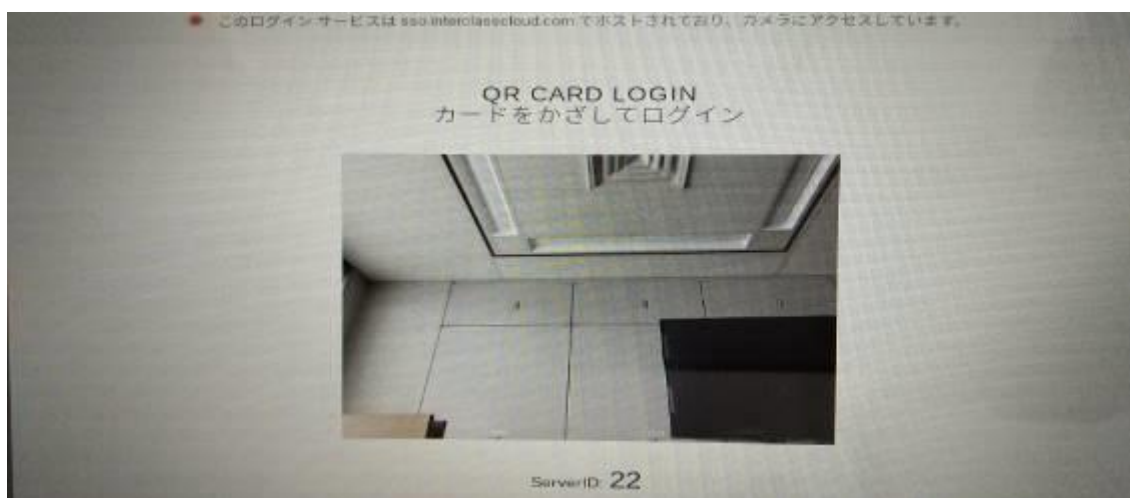 このログイン サービスは sso.interclasscloud.com でホストされており、カメラにアクセスしています。
QR CARD LOGIN
カードをかざしてログイン
ServerID: 22